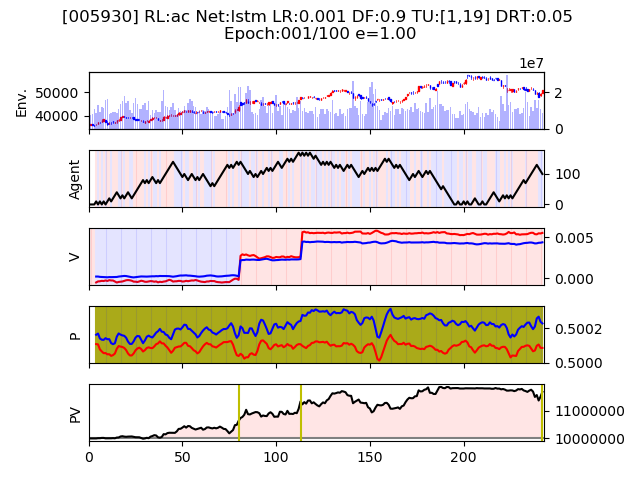 [005930] RL:ac Net:lstm LR:0.001 DF:0.9 TU:[1,19] DRT:0.05
Epoch:001/100 e=1.00
1e7
Env.
50000
40000
2
0
Agent
100
0
V
0.005
0.000
P
0.5002
0.5000
PV
11000000
10000000
0
50
100
150
200